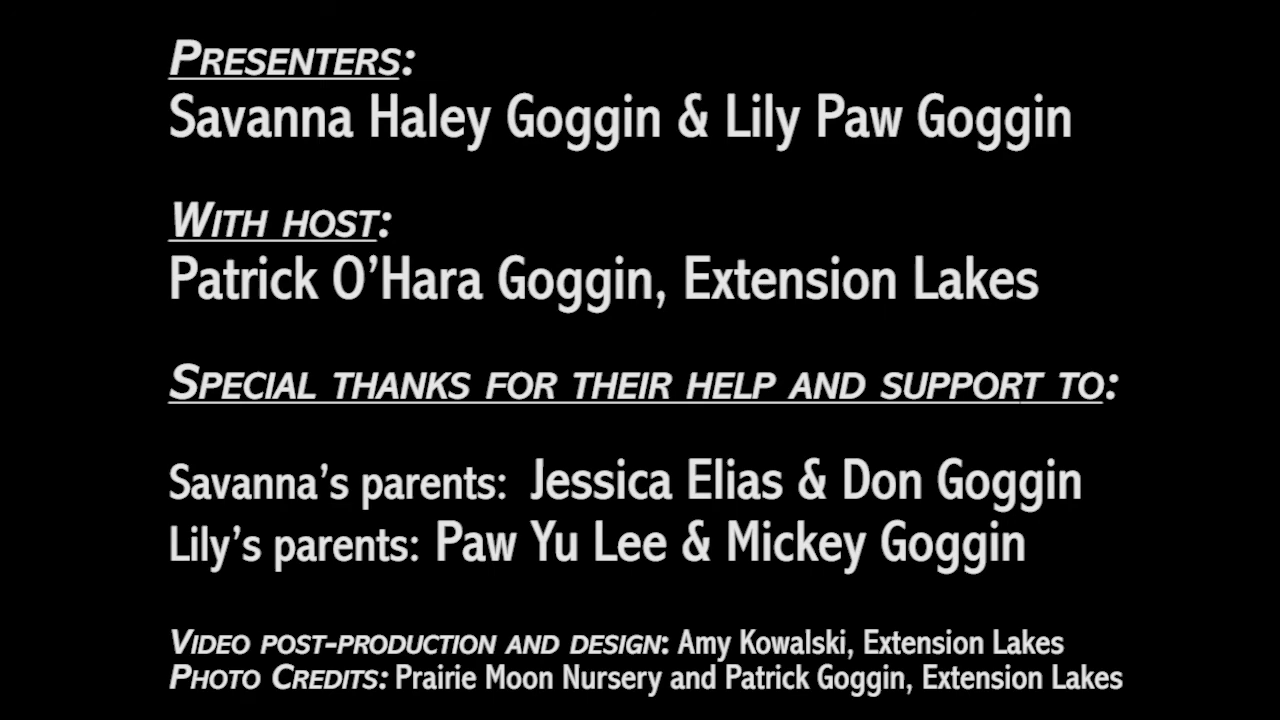 PRESENTERS:
Savanna Haley Goggin & Lily Paw Goggin
WITH HOST:
Patrick O’Hara Goggin, Extension Lakes
SPECIAL THANKS FOR THEIR HELP AND SUPPORT TO:
Savanna’s parents: Jessica Elias & Don Goggin
Lily’s parents: Paw Yu Lee & Mickey Goggin
VIDEO POST-PRODUCTION AND DESIGN: Amy Kowalski, Extension Lakes
PHOTO CREDITS: Prairie Moon Nursery and Patrick Goggin, Extension Lakes